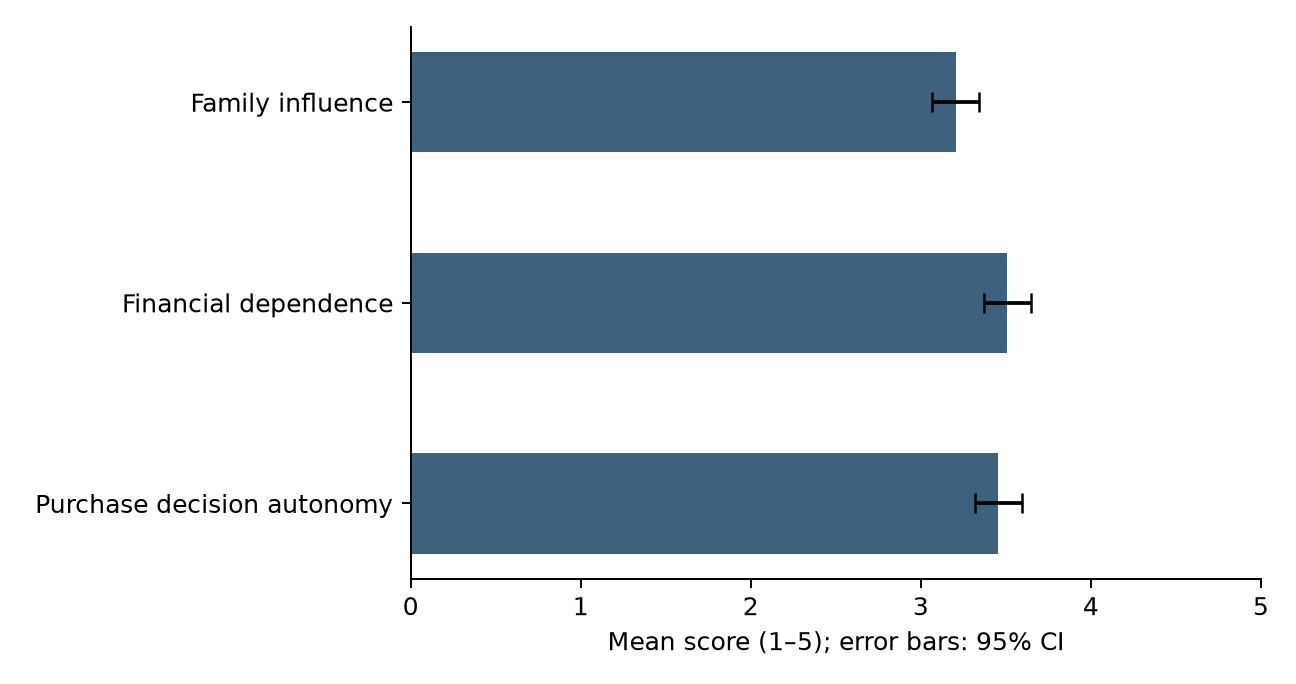 Family influence
Financial dependence
Purchase decision autonomy
0 1 2 3 4 5
Mean score (1–5); error bars: 95% CI